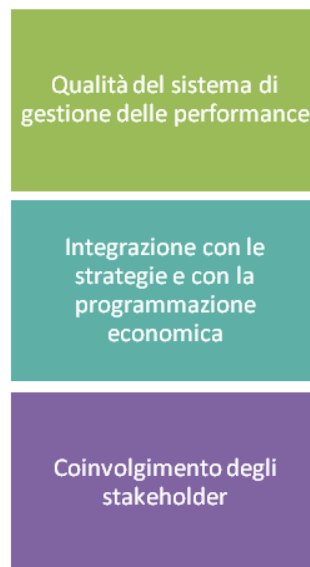 Qualità del sistema di
gestione delle performance
Integrazione con le
strategie e con la
programmazione
economica
Coinvolgimento degli
stakeholder